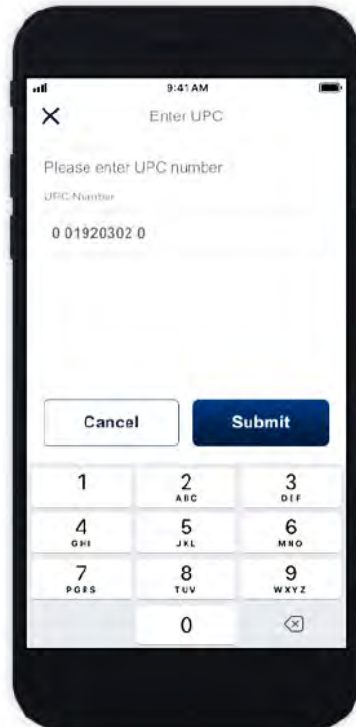 9:41 AM
Enter UPC
Please enter UPC number
UPC Number
0 01920302 0
Cancel Submit
1 2 3
ABC DEF
4 5 6
GHI JKL MNO
7 8 9
PQRS TUV WXYZ
0